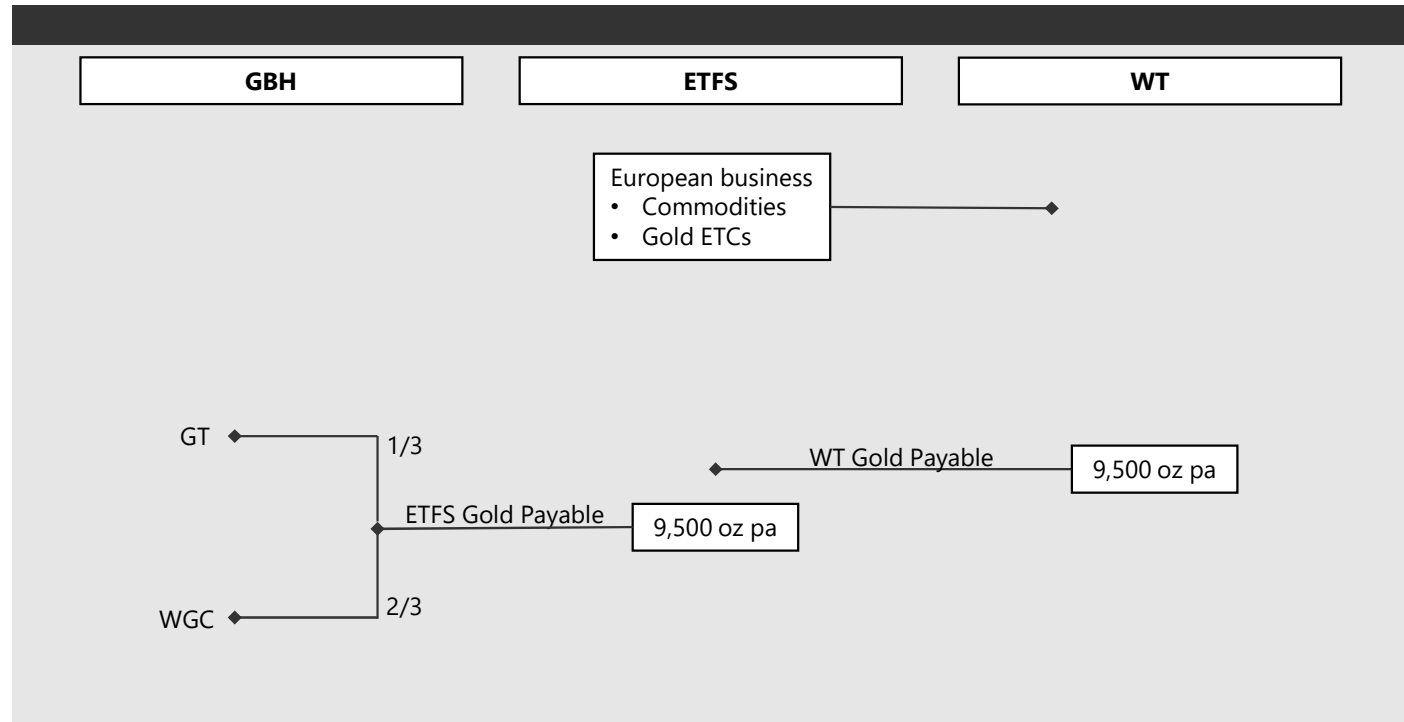 GBH
ETFS
WT
European business
• Commodities
• Gold ETCs
GT
1/3
WT Gold Payable
9,500 oz pa
ETFS Gold Payable
9,500 oz pa
2/3
WGC